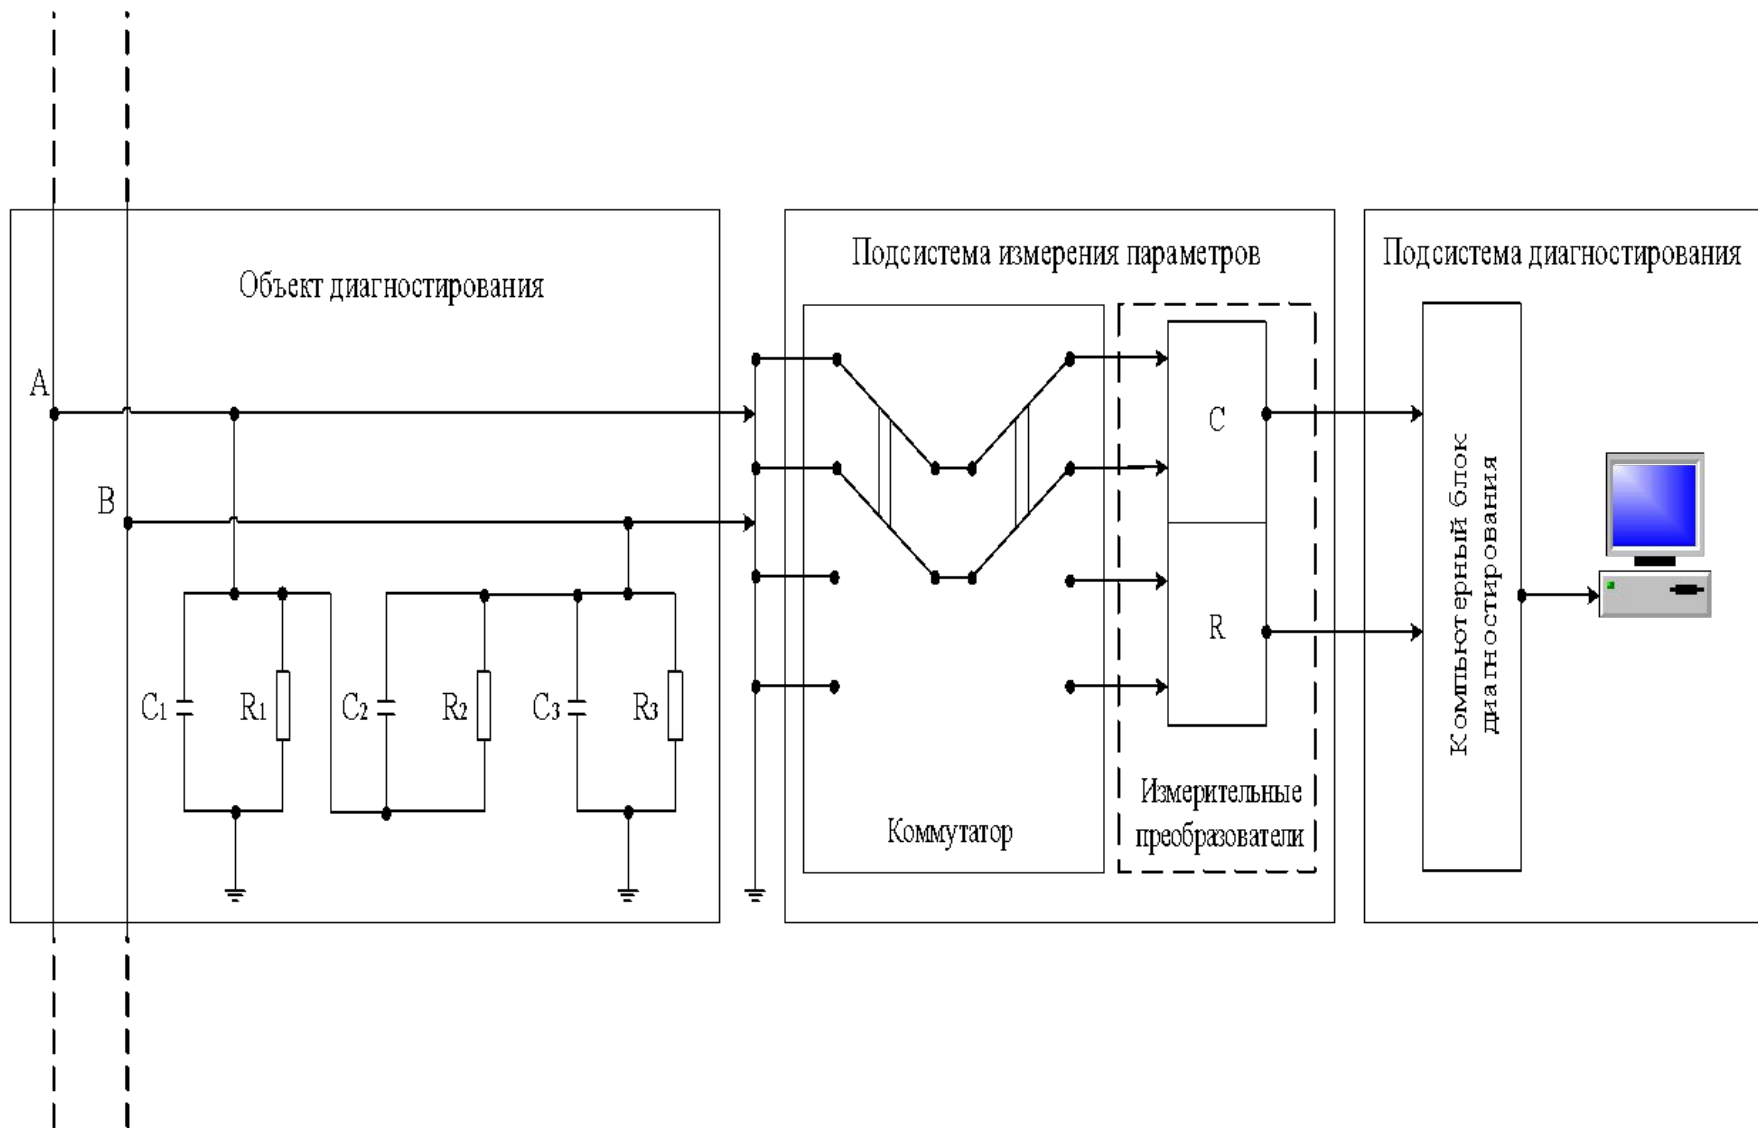 Объект диагностирования
A
B
C1
R1
C2
R2
C3
R3
Подсистема измерения параметров
C
R
Коммутатор
Измерительные
преобразователи
Подсистема диагностирования
Компьютерный блок
диагностирования